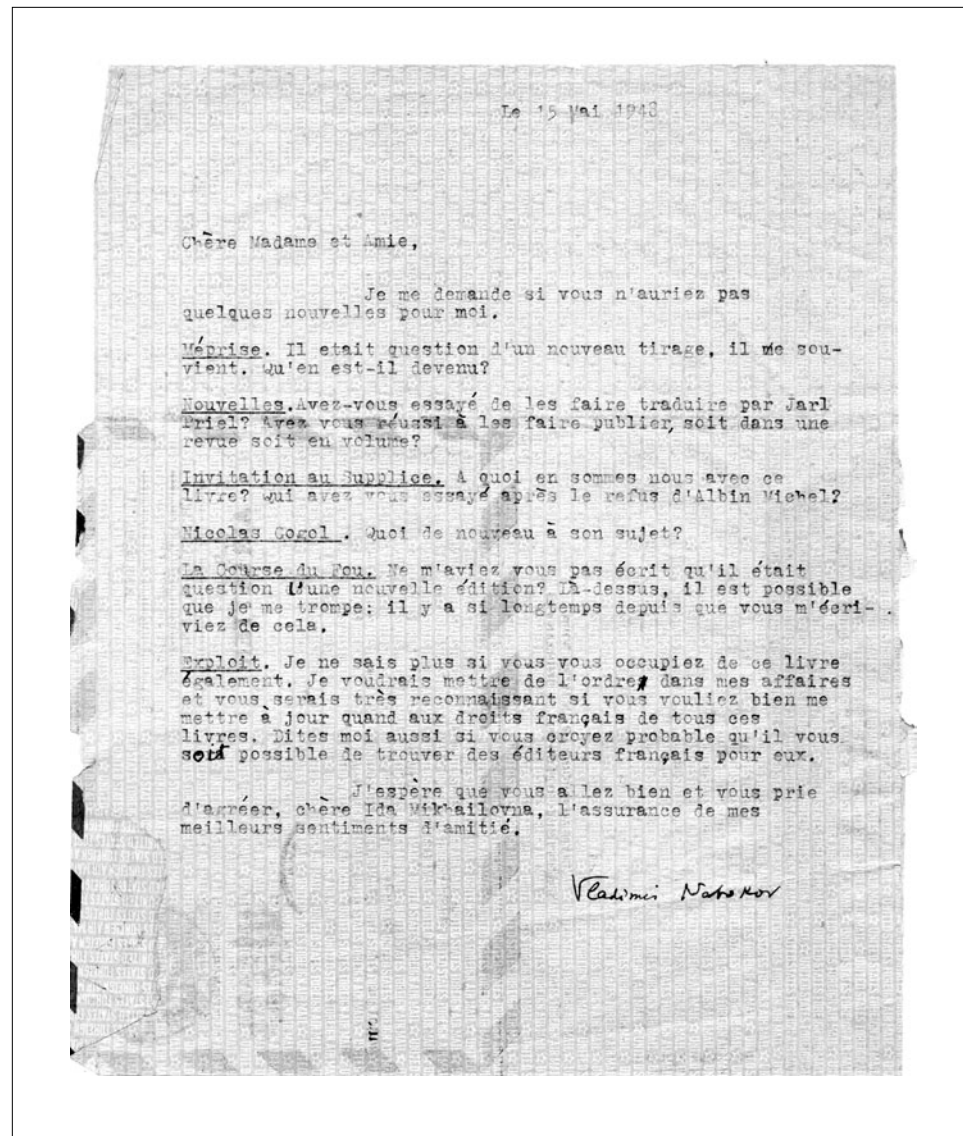 Le 15 Mai 1948
Chère Madame et Amie,
Je me demande si vous n'auriez pas
quelques nouvelles pour moi.
Méprise. Il etait question d'un nouveau tirage, il me sou-
vient. Qu'en est-il devenu?
Nouvelles.Avez-vous essayé de les faire traduire par Jarl
Priel? Avez vous réussi à les faire publier, soit dans une
revue soit en volume?
Invitation au Supplice. A quoi en sommes nous avec ce
livre? Qui avez vous essayé après le refus d'Albin Michel?
Nicolas Gogol . Quoi de nouveau à son sujet?
La Course du Fou. Ne m'aviez vous pas écrit qu'il était
question d'une nouvelle édition? Là-dessus, il est possible
que je me trompe: il y a si longtemps depuis que vous m'écri-
viez de cela.
Exploit. Je ne sais plus si vous vous occupiez de ce livre
également. Je voudrais mettre de l'ordre dans mes affaires
et vous serais très reconnaissant si vous vouliez bien me
mettre à jour quand aux droits français de tous ces
livres. Dites moi aussi si vous croyez probable qu'il vous
soit possible de trouver des éditeurs français pour eux.
J'espère que vous allez bien et vous prie
d'agréer, chère Ida Mikhailovna, l'assurance de mes
meilleurs sentiments d'amitié.
Vladimir Nabokov